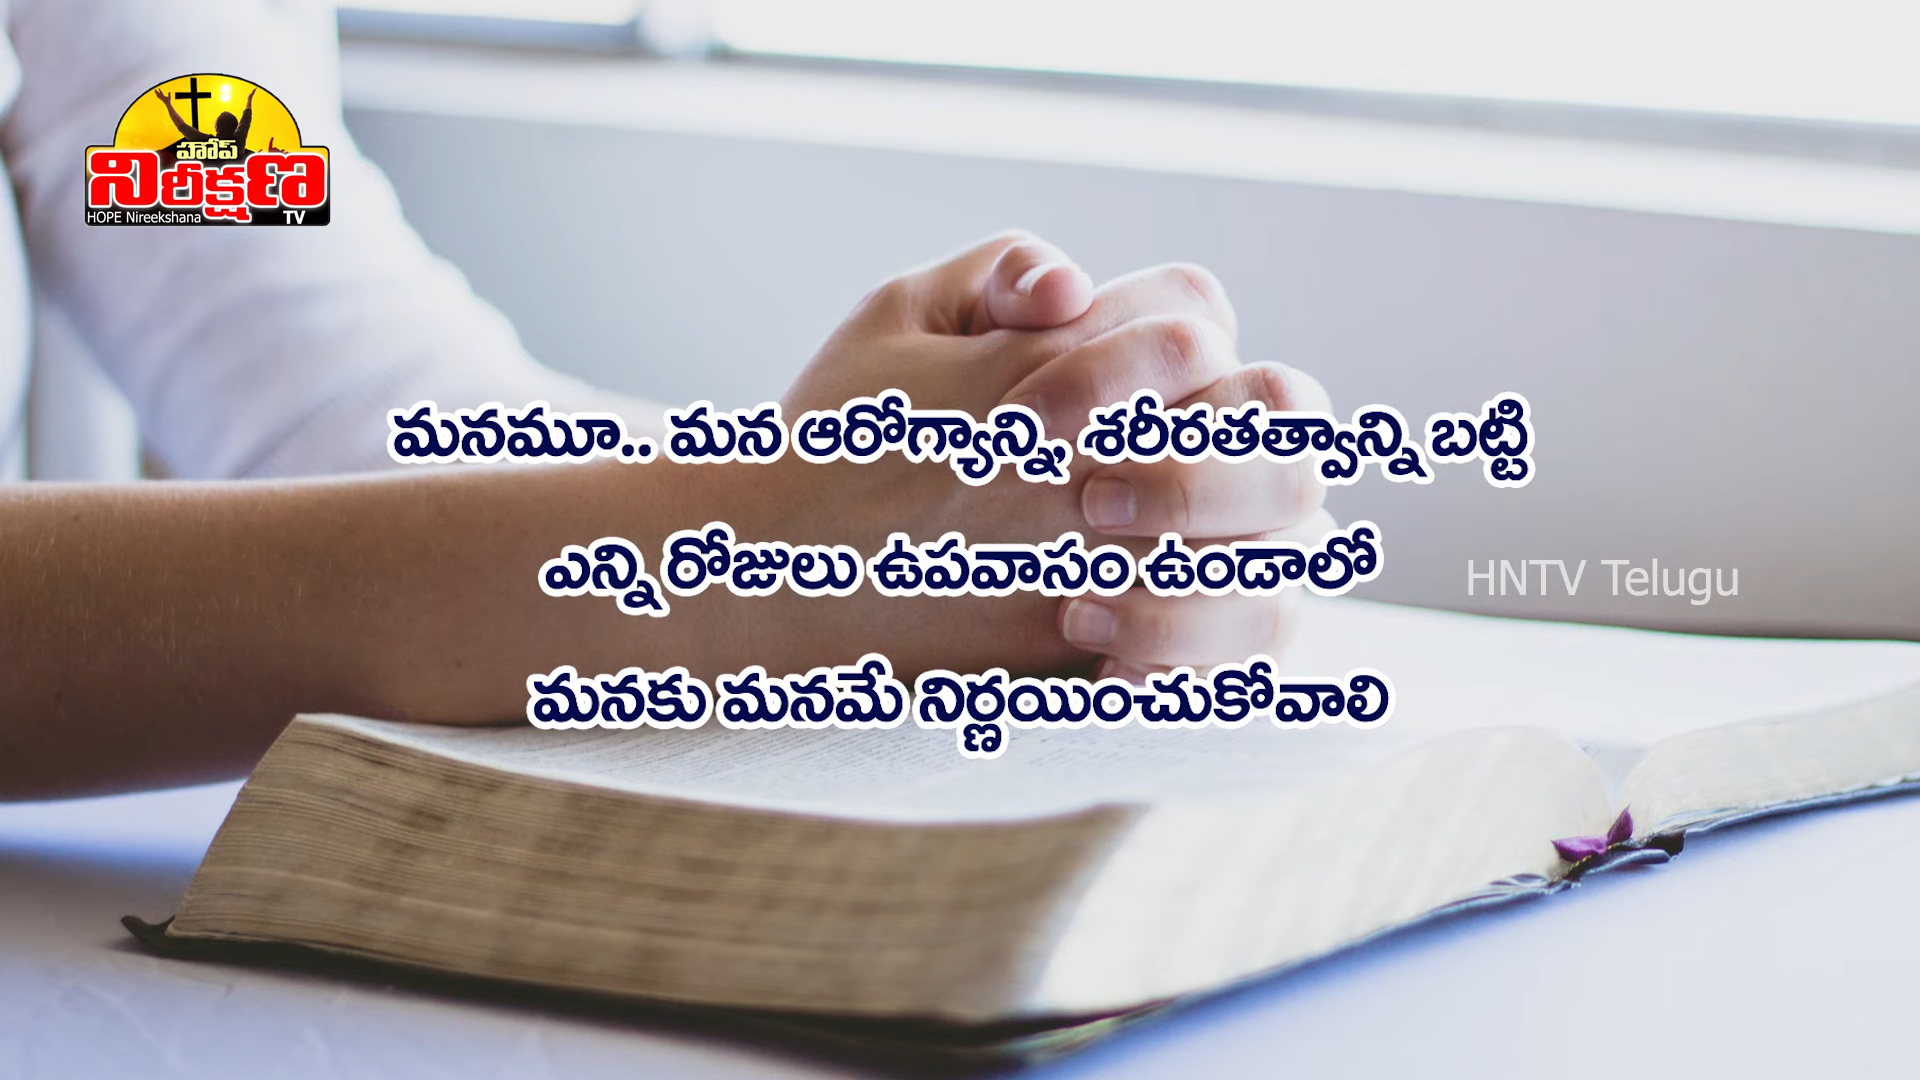 హోప్
నిరీక్షణ
HOPE Nireekshana TV
మనమూ.. మన ఆరోగ్యాన్ని, శరీరతత్వాన్ని బట్టి
ఎన్ని రోజులు ఉపవాసం ఉండాలో
HNTV Telugu
మనకు మనమే నిర్ణయించుకోవాలి